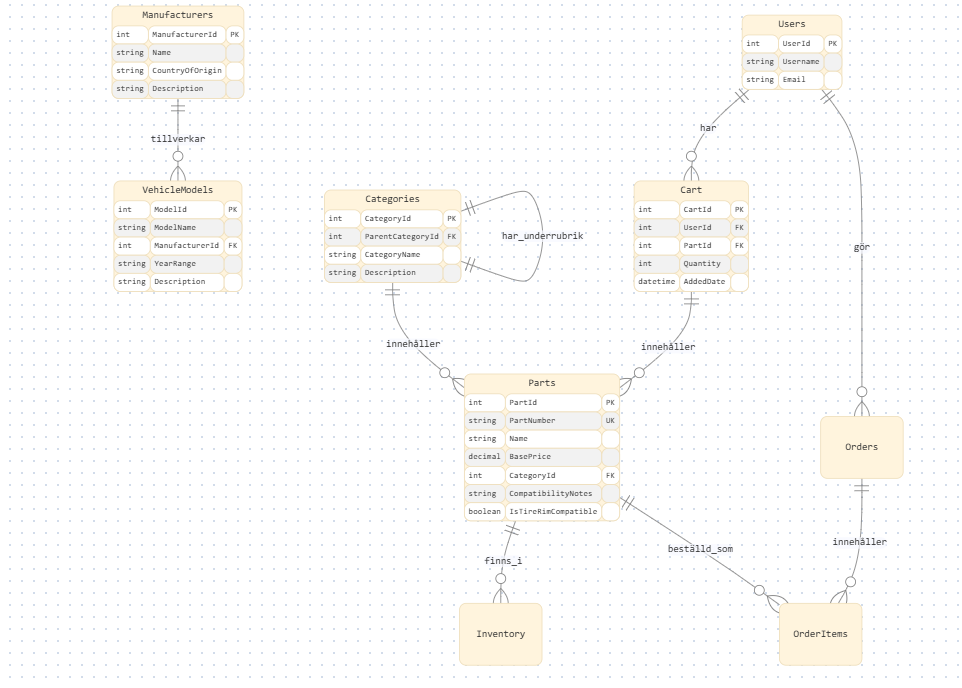 Manufacturers
int ManufacturerId PK
string Name
string CountryOfOrigin
string Description
tillverkar
VehicleModels
int ModelId PK
string ModelName
int ManufacturerId FK
string YearRange
string Description
Categories
int CategoryId PK
int ParentCategoryId FK
string CategoryName
string Description
har_underrubrik
innehåller
Users
int UserId PK
string Username
string Email
har
gör
Cart
int CartId PK
int UserId FK
int PartId FK
int Quantity
datetime AddedDate
innehåller
Parts
int PartId PK
string PartNumber UK
string Name
decimal BasePrice
int CategoryId FK
string CompatibilityNotes
boolean IsTireRimCompatible
Orders
finns_i
beställd_som
innehåller
Inventory
OrderItems